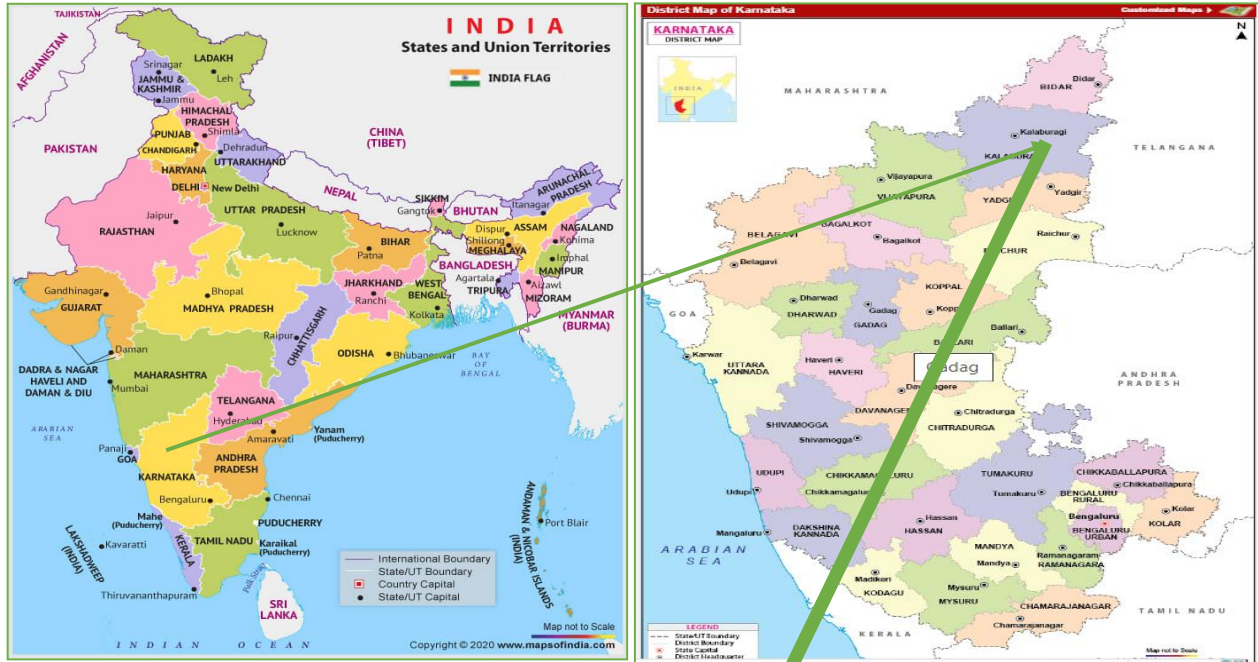 TAJIKISTAN
AFGHANISTAN
PAKISTAN
INDIA
States and Union Territories
INDIA FLAG
LADAKH
Leh
Srinagar
JAMMU &
KASHMIR
Jammu
HIMACHAL
PRADESH
Shimla
PUNJAB
CHANDIGARH
Dehradun
UTTARAKHAND
HARYANA
DELHI
New Delhi
CHINA
(TIBET)
NEPAL
RAJASTHAN
Jaipur
UTTAR PRADESH
Lucknow
SIKKIM
Gangtok
BHUTAN
ARUNACHAL
PRADESH
Itanagar
ASSAM
Dispur
Shillong
MEGHALAYA
NAGALAND
Kohima
Imphal
MANIPUR
BIHAR
Patna
BANGLADESH
Agartala
TRIPURA
Aizawl
MIZORAM
MYANMAR
(BURMA)
Gandhinagar
GUJARAT
Bhopal
MADHYA PRADESH
JHARKHAND
Ranchi
WEST
BENGAL
Kolkata
Raipur
CHHATTISGARH
ODISHA
Bhubaneswar
BAY
OF
BENGAL
Daman
DADRA & NAGAR
HAVELI AND
DAMAN & DIU
Mumbai
MAHARASHTRA
TELANGANA
Hyderabad
Amaravati
Yanam
(Puducherry)
ARABIAN
SEA
Panaji
GOA
KARNATAKA
ANDHRA
PRADESH
Bengaluru
Chennai
Mahe
(Puducherry)
PUDUCHERRY
Karaikal
(Puducherry)
TAMIL NADU
KERALA
LAKSHADWEEP
(INDIA)
Kavaratti
Thiruvananthapuram
Palk Strait
SRI
LANKA
ANDAMAN & NICOBAR ISLANDS
(INDIA)
Port Blair
International Boundary
State/UT Boundary
Country Capital
State/UT Capital
INDIAN OCEAN
Map not to Scale
Copyright © 2020 www.mapsofindia.com
District Map of Karnataka
Customized Maps
KARNATAKA
DISTRICT MAP
INDIA
N
MAHARASHTRA
TELANGANA
Bidar
BIDAR
Kalaburagi
Vijayapura
VIJAYAPURA
Yadgir
BELAGAVI
Belagavi
BAGALKOT
Bagalkot
Raichur
GOA
Dharwad
DHARWAD
Gadag
GADAG
KOPPAL
Ballari
Karwar
UTTARA
KANNADA
Haveri
HAVERI
Gadag
ANDHRA
PRADESH
Chitradurga
CHITRADURGA
SHIVAMOGGA
Shivamogga
UDUPI
Udupi
Chikkamagaluru
TUMAKURU
Tumakuru
CHIKKABALLAPURA
Chikkaballapura
BENGALURU
RURAL
Kolar
KOLAR
Bengaluru
BENGALURU
URBAN
Mangaluru
DAKSHINA
KANNADA
Hassan
HASSAN
MANDYA
Mandya
Ramanagaram
RAMANAGARA
ARABIAN
SEA
Madikeri
KODAGU
Mysuru
MYSURU
CHAMARAJANAGAR
Chamarajanagar
KERALA
TAMIL NADU
LEGEND
State/UT Boundary
District Boundary
State Capital
District Headquarter
Map not to Scale